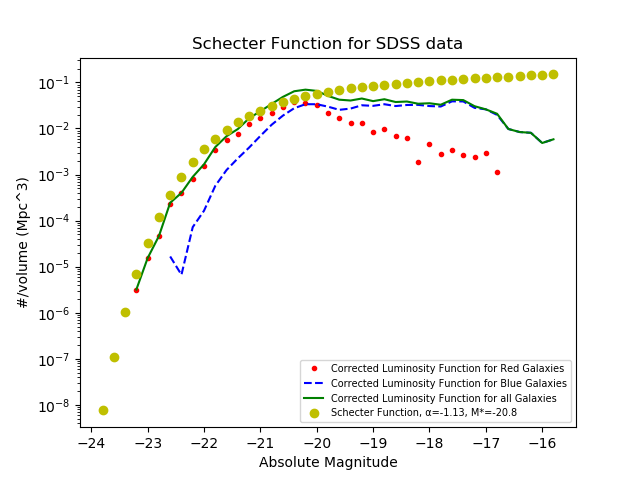 Schecter Function for SDSS data
#/volume (Mpc^3)
10⁻¹
10⁻²
10⁻³
10⁻⁴
10⁻⁵
10⁻⁶
10⁻⁷
10⁻⁸
Corrected Luminosity Function for Red Galaxies
Corrected Luminosity Function for Blue Galaxies
Corrected Luminosity Function for all Galaxies
Schecter Function, α=-1.13, M*=-20.8
−24 −23 −22 −21 −20 −19 −18 −17 −16
Absolute Magnitude